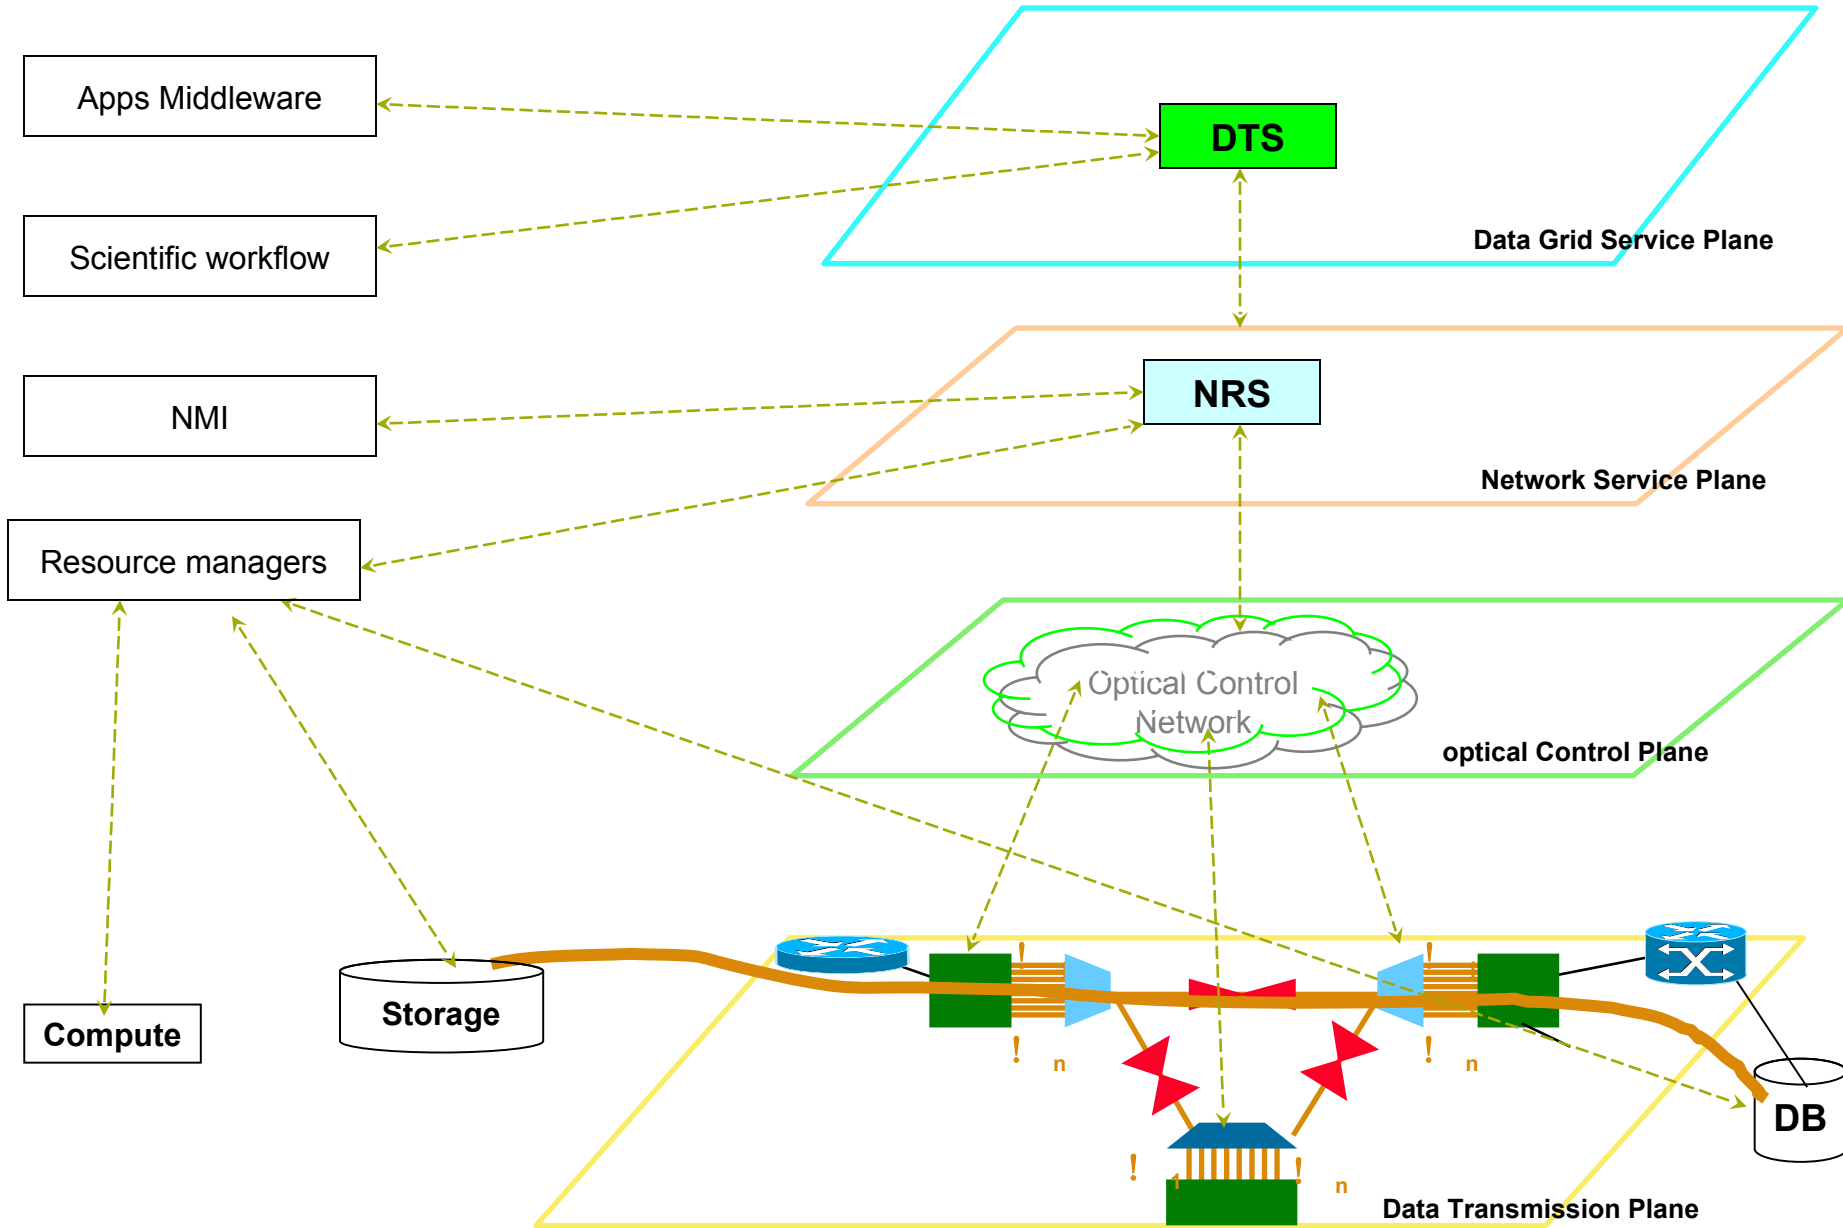 Apps Middleware
DTS
Scientific workflow
Data Grid Service Plane
NMI
NRS
Network Service Plane
Resource managers
Optical Control
Network
optical Control Plane
Storage
Compute
!
!
! n
! n
DB
! 1
! n
Data Transmission Plane